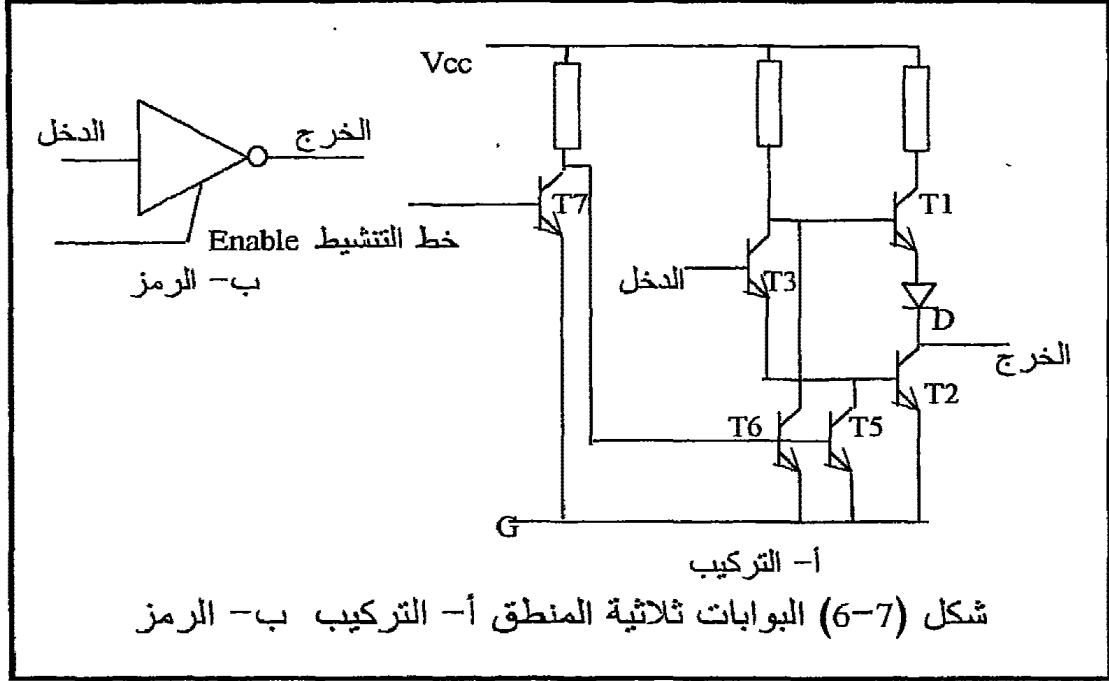 Vcc
الدخل
الخرج
T7
T1
خط التنشيط Enable
ب- الرمز
الدخل
T3
D
الخرج
T2
T6
T5
G
أ- التركيب
شكل (7-6) البوابات ثلاثية المنطق أ- التركيب ب- الرمز